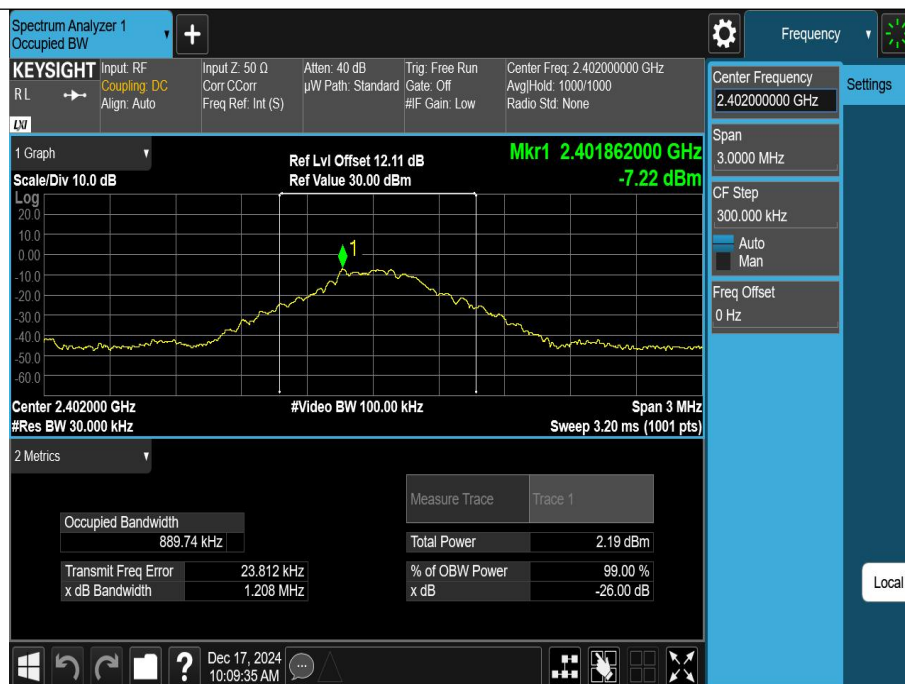 Spectrum Analyzer 1
Occupied BW
Frequency
KEYSIGHT
RL
LXI
Input: RF
Coupling: DC
Align: Auto
Input Z: 50 Ω
Corr CCorr
Freq Ref: Int (S)
Atten: 40 dB
µW Path: Standard
Trig: Free Run
Gate: Off
#IF Gain: Low
Center Freq: 2.402000000 GHz
Avg|Hold: 1000/1000
Radio Std: None
Center Frequency
2.402000000 GHz
Settings
Span
3.0000 MHz
CF Step
300.000 kHz
Auto
Man
Freq Offset
0 Hz
Local
1 Graph
Scale/Div 10.0 dB
Ref Lvl Offset 12.11 dB
Ref Value 30.00 dBm
Mkr1 2.401862000 GHz
-7.22 dBm
Log
20.0
10.0
0.00
-10.0
-20.0
-30.0
-40.0
-50.0
-60.0
1
Center 2.402000 GHz
#Res BW 30.000 kHz
#Video BW 100.00 kHz
Span 3 MHz
Sweep 3.20 ms (1001 pts)
2 Metrics
Measure Trace
Trace 1
Occupied Bandwidth
889.74 kHz
Total Power
2.19 dBm
Transmit Freq Error
23.812 kHz
% of OBW Power
99.00 %
x dB Bandwidth
1.208 MHz
x dB
-26.00 dB
Dec 17, 2024
10:09:35 AM